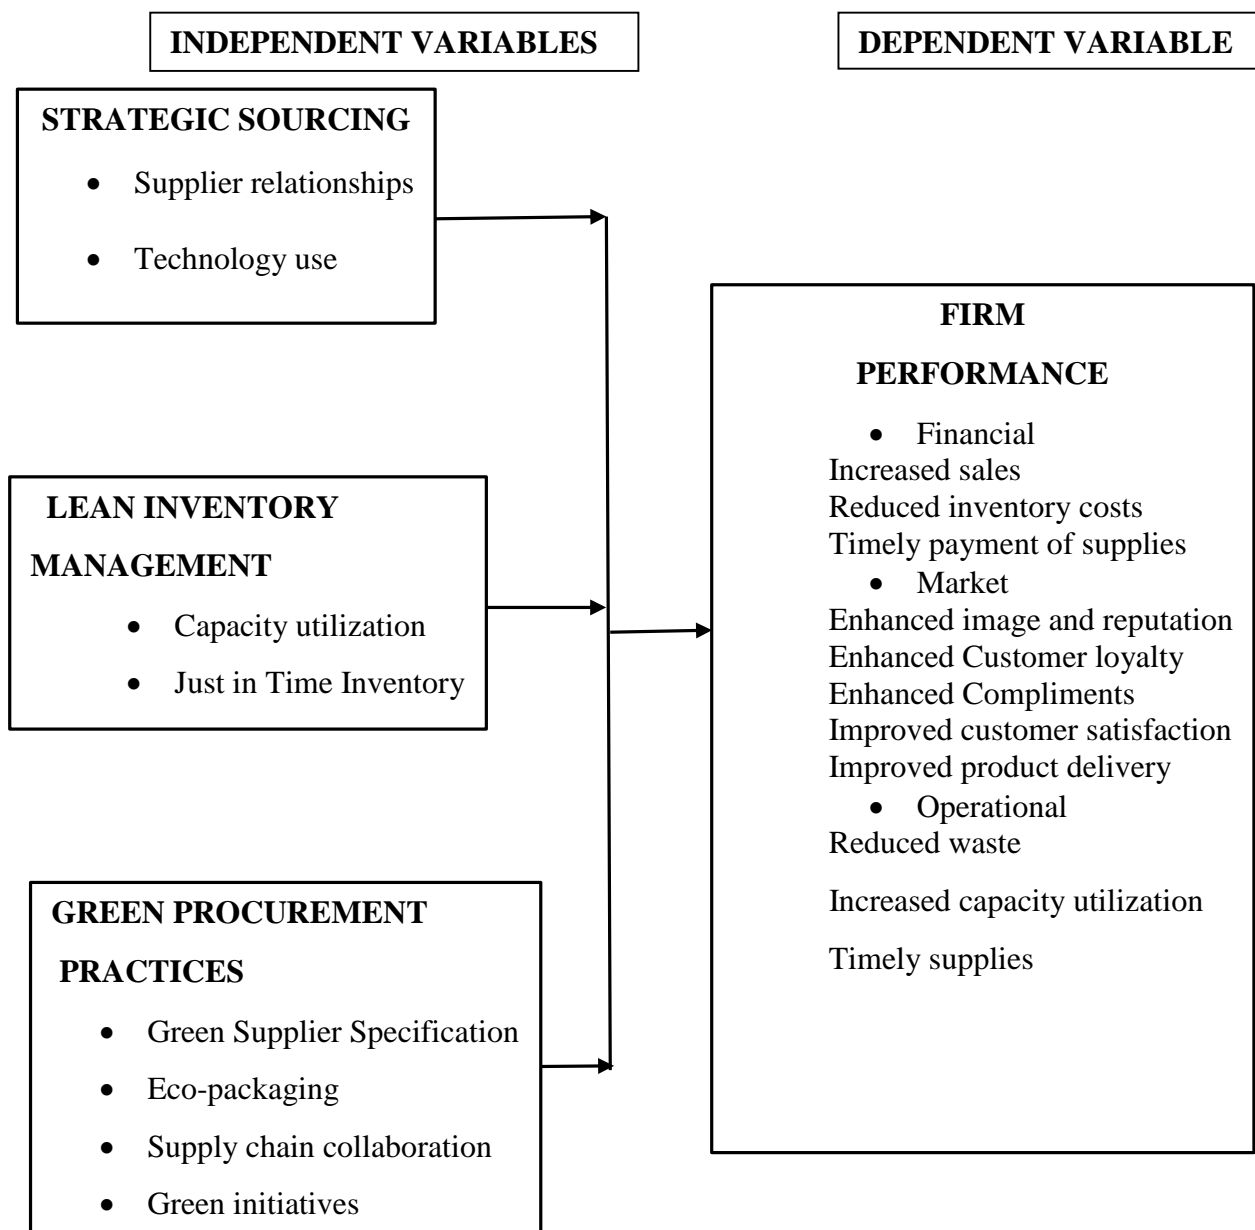 INDEPENDENT VARIABLES
DEPENDENT VARIABLE
STRATEGIC SOURCING
• Supplier relationships
• Technology use
LEAN INVENTORY
MANAGEMENT
• Capacity utilization
• Just in Time Inventory
GREEN PROCUREMENT
PRACTICES
• Green Supplier Specification
• Eco-packaging
• Supply chain collaboration
• Green initiatives
FIRM
PERFORMANCE
• Financial
Increased sales
Reduced inventory costs
Timely payment of supplies
• Market
Enhanced image and reputation
Enhanced Customer loyalty
Enhanced Compliments
Improved customer satisfaction
Improved product delivery
• Operational
Reduced waste
Increased capacity utilization
Timely supplies